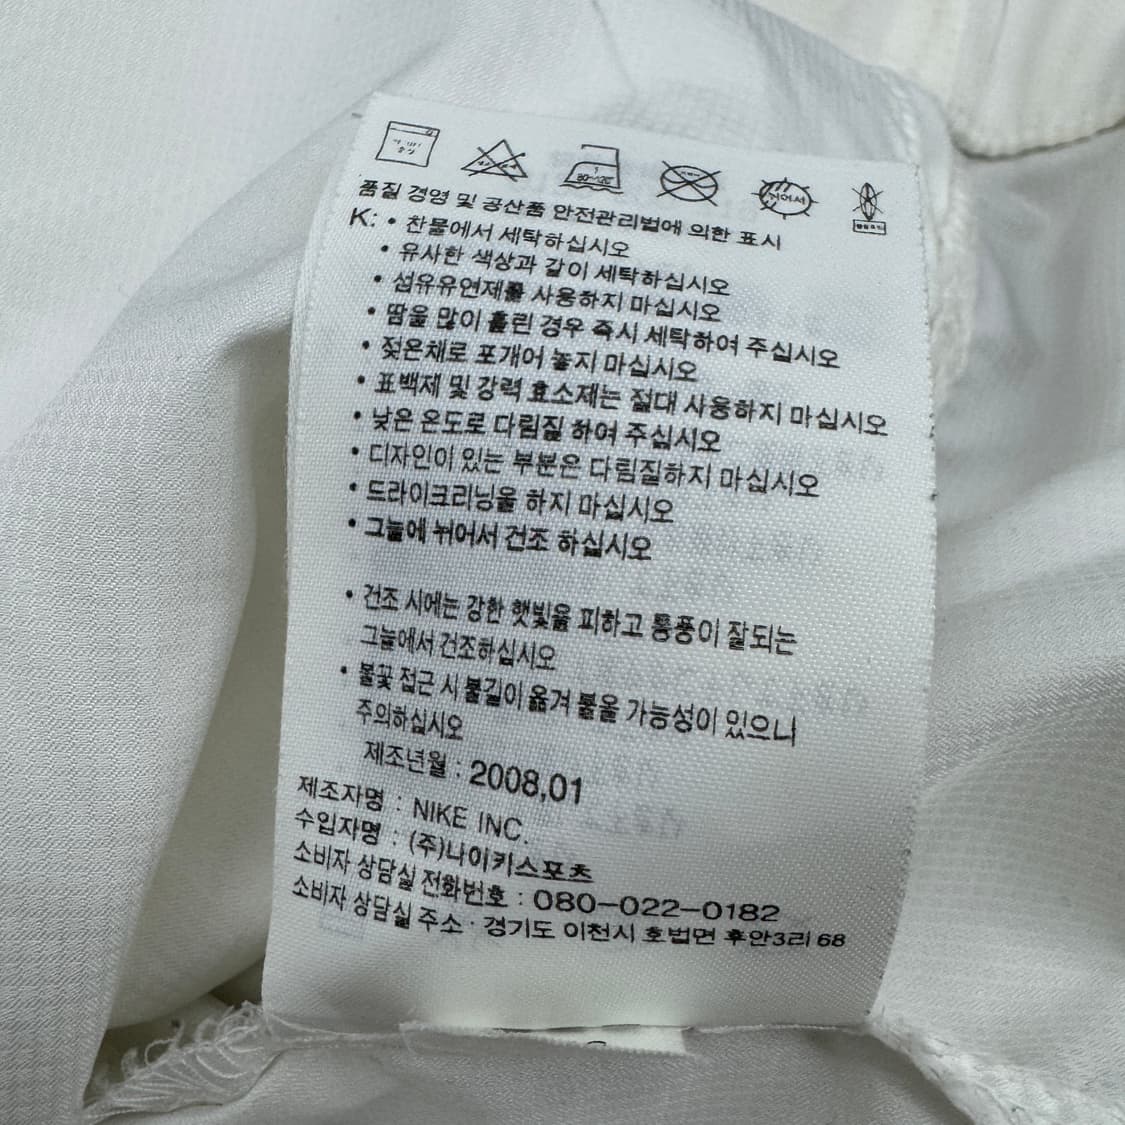 80~120℃
뉘어서
품질 경영 및 공산품 안전관리법에 의한 표시
K: • 찬물에서 세탁하십시오
• 유사한 색상과 같이 세탁하십시오
• 섬유유연제를 사용하지 마십시오
• 땀을 많이 흘린 경우 즉시 세탁하여 주십시오
• 젖은채로 포개어 놓지 마십시오
• 표백제 및 강력 효소제는 절대 사용하지 마십시오
• 낮은 온도로 다림질 하여 주십시오
• 디자인이 있는 부분은 다림질하지 마십시오
• 드라이크리닝을 하지 마십시오
• 그늘에 뉘어서 건조 하십시오
• 건조 시에는 강한 햇빛을 피하고 통풍이 잘되는
그늘에서 건조하십시오
• 불꽃 접근 시 불길이 옮겨 붙을 가능성이 있으니
주의하십시오
제조년월 : 2008,01
제조자명 : NIKE INC.
수입자명 : (주)나이키스포츠
소비자 상담실 전화번호 : 080-022-0182
소비자 상담실 주소 · 경기도 이천시 호법면 후안3리 68